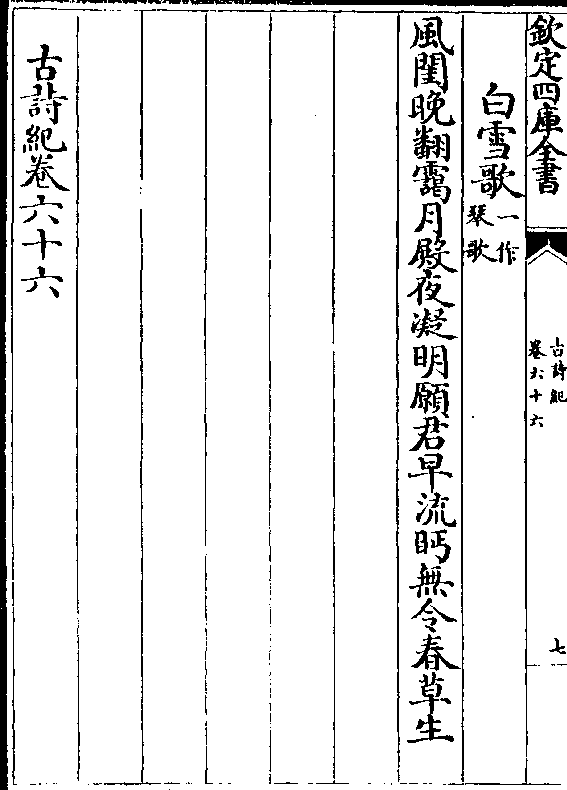 欽定四庫全書
古詩紀
卷六十六
七
白雪歌一作
琴歌
風閨晚翻靄月殿夜凝明願君早流眄無令春草生
古詩紀卷六十六